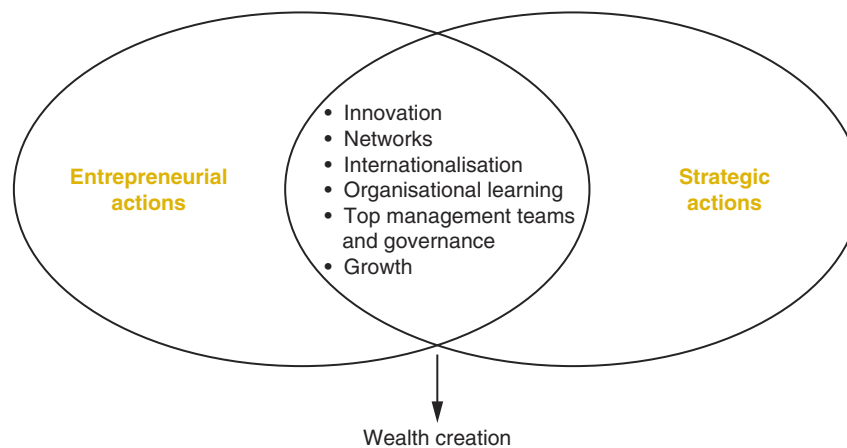 Entrepreneurial
actions
• Innovation
• Networks
• Internationalisation
• Organisational learning
• Top management teams
and governance
• Growth
Strategic
actions
Wealth creation